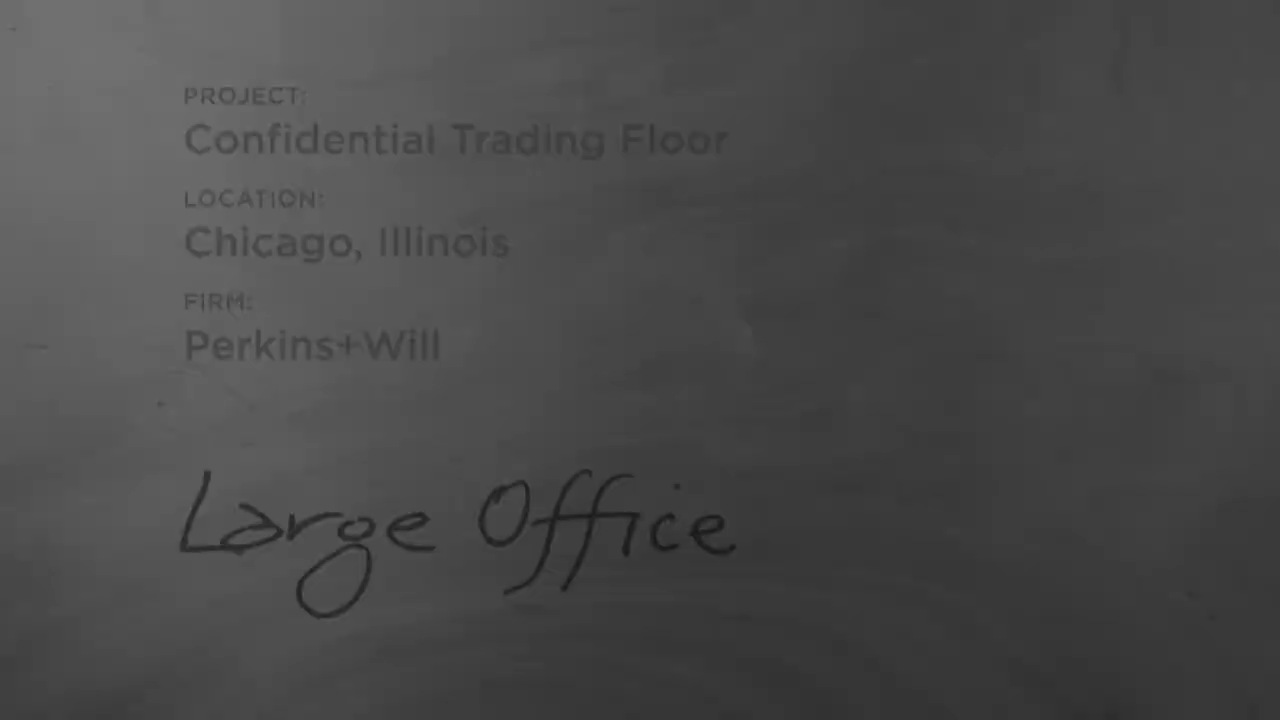 PROJECT:
Confidential Trading Floor
LOCATION:
Chicago, Illinois
FIRM:
Perkins+Will
Large Office